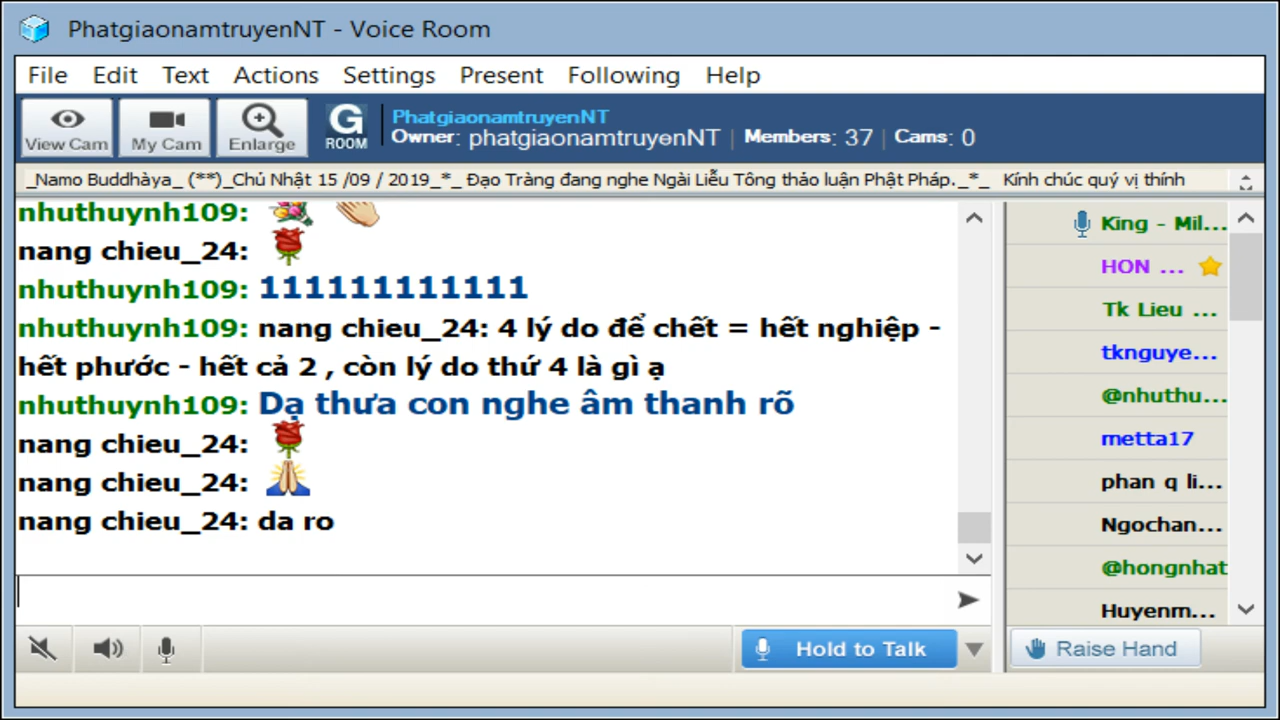 PhatgiaonamtruyenNT - Voice Room
File Edit Text Actions Settings Present Following Help
View Cam My Cam Enlarge G ROOM
PhatgiaonamtruyenNT
Owner: phatgiaonamtruyenNT | Members: 37 | Cams: 0
_Namo Buddhàya_ (**)_Chủ Nhật 15 /09 / 2019_*_ Đạo Tràng đang nghe Ngài Liễu Tông thảo luận Phật Pháp._*_ Kính chúc quý vị thính
nhuthuynh109:
nang chieu_24:
nhuthuynh109: 111111111111
nhuthuynh109: nang chieu_24: 4 lý do để chết = hết nghiệp -
hết phước - hết cả 2 , còn lý do thứ 4 là gì ạ
nhuthuynh109: Dạ thưa con nghe âm thanh rõ
nang chieu_24:
nang chieu_24:
nang chieu_24: da ro
King - Mil...
HON ...
Tk Lieu ...
tknguye...
@nhuthu...
metta17
phan q li...
Ngochan...
@hongnhat
Huyenm...
Hold to Talk
Raise Hand